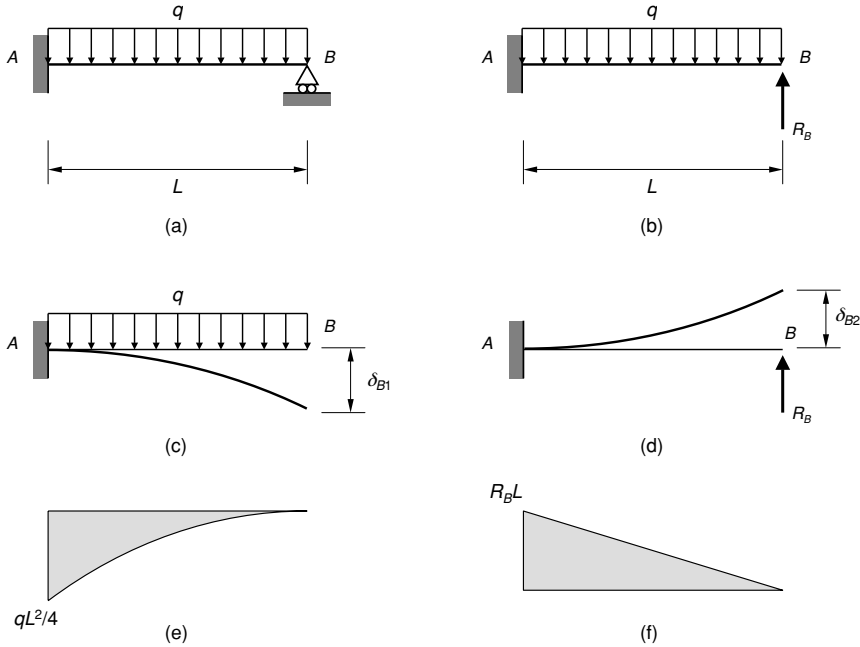 q
q
A
B
A
B
R_B
L
L
(a)
(b)
q
B
A
δ_B1
(c)
A
B
δ_B2
R_B
(d)
qL²/4
(e)
R_BL
(f)